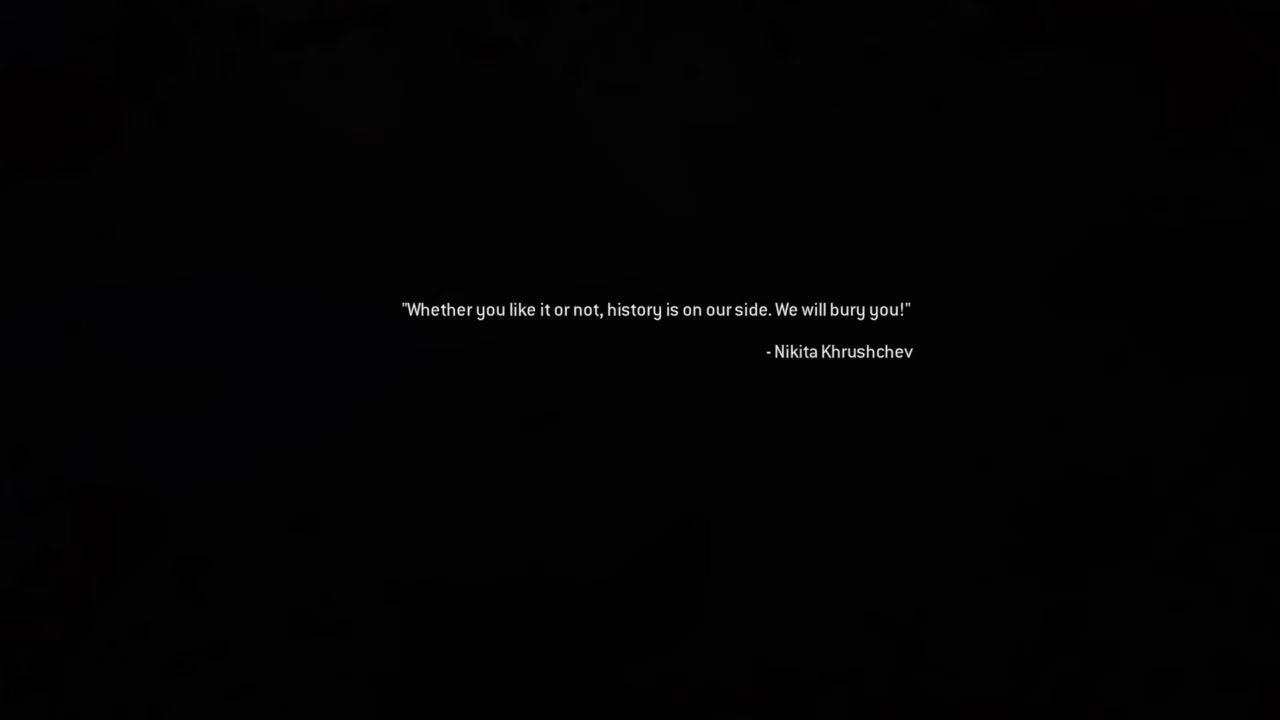 "Whether you like it or not, history is on our side. We will bury you!"
- Nikita Khrushchev